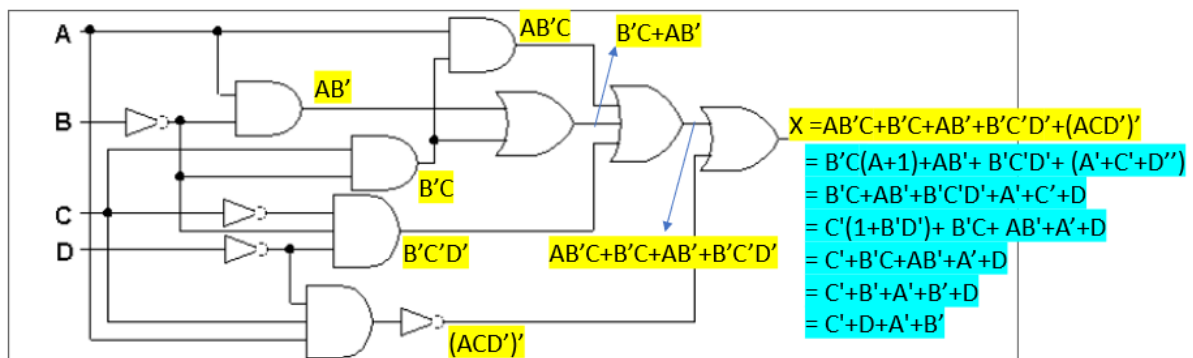 A
AB’C
B’C+AB’
AB’
B
X =AB’C+B’C+AB’+B’C’D’+(ACD’)’
= B’C(A+1)+AB'+ B'C'D'+ (A'+C'+D’’)
B’C
= B'C+AB'+B'C'D'+A'+C’+D
C
= C'(1+B'D')+ B'C+ AB'+A’+D
D
B’C’D’
AB’C+B’C+AB’+B’C’D’
= C'+B'C+AB'+A’+D
= C'+B'+A'+B’+D
(ACD’)’
= C'+D+A'+B’